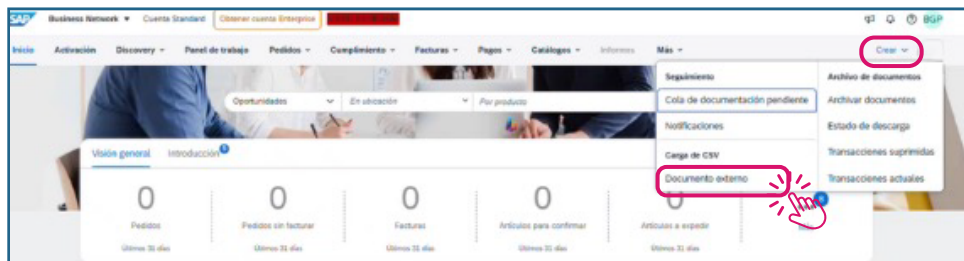 SAP Business Network Cuenta Standard Obtener cuenta Enterprise
BGP
Inicio Activación Discovery Panel de trabajo Pedidos Cumplimiento Facturas Pagos Catálogos Informes Más Crear
Seguimiento Archivo de documentos
Oportunidades En ubicación Por producto Cola de documentación pendiente Archivar documentos
Notificaciones Estado de descarga
Visión general Introducción Carga de CSV Transacciones suprimidas
Documento externo Transacciones actuales
0 0 0 0 0
Pedidos Pedidos sin facturar Facturas Artículos para confirmar Artículos a expedir Más
Últimos 31 días Últimos 31 días Últimos 31 días Últimos 31 días